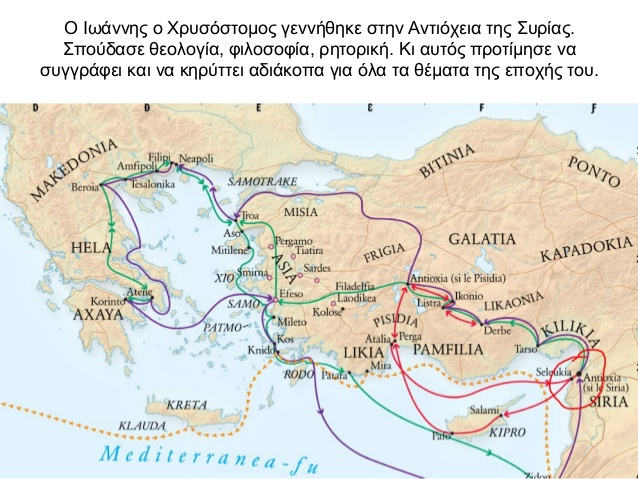 Ο Ιωάννης ο Χρυσόστομος γεννήθηκε στην Αντιόχεια της Συρίας.
Σπούδασε θεολογία, φιλοσοφία, ρητορική. Κι αυτός προτίμησε να
συγγράφει και να κηρύττει αδιάκοπα για όλα τα θέματα της εποχής του.
D
Đ
E
Ë
F
F
MAKEDONIA
Filipi
Neapoli
Amfipoli
Tesalonika
Beroia
SAMOTRAKE
BITINIA
PONTO
Troa
MISIA
Aso
Mitilene
Pergamo
Tiatira
ASIA
FRIGIA
GALATIA
KAPADOKIA
HELA
XIO
Smirna
Sardes
Filadelfia
Laodikea
Antioxia (si le Pisidia)
Ikonio
Listra
LIKAONIA
Atene
Korinto
AXAYA
SAMO
Efeso
Kolose
PISIDIA
Derbe
KILIKIA
PATMO
Mileto
Kos
Knido
Atalia
Perga
LIKIA
PAMFILIA
Tarso
Seleukia
Antioxia
(si le Siria)
SIRIA
RODO
Patara
Mira
KRETA
KLAUDA
Salami
Pafo
KIPRO
Mediterranea-fu
Zidon